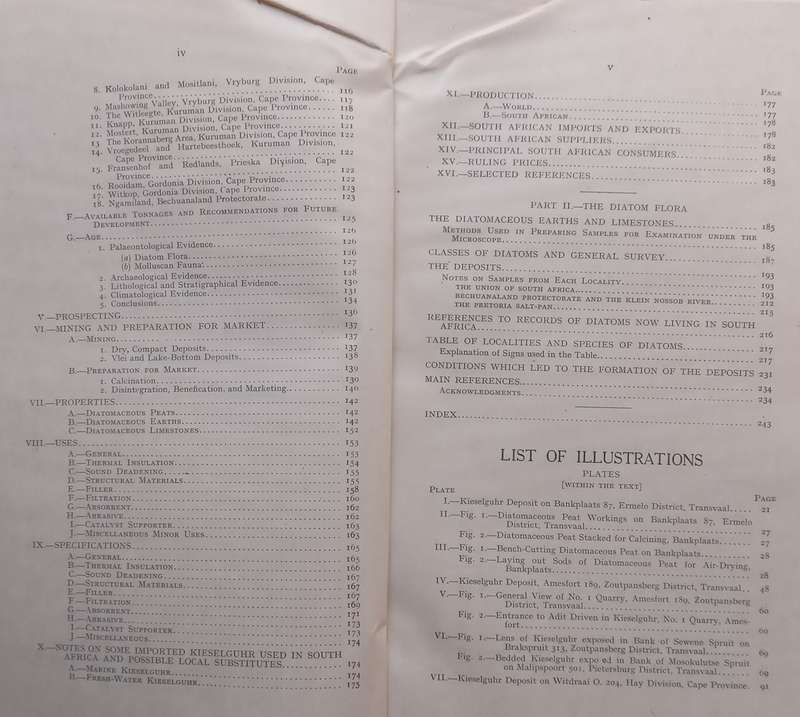 iv
PAGE
8. Kolokolani and Mositlani, Vryburg Division, Cape
Province 116
9. Mashowing Valley, Vryburg Division, Cape Province 117
10. The Witleegte, Kuruman Division, Cape Province 118
11. Knapp, Kuruman Division, Cape Province 120
12. Mostert, Kuruman Division, Cape Province 121
13 The Korannaberg Area, Kuruman Division, Cape Province 122
14. Vroegedeel and Hartebeesthoek, Kuruman Division,
Cape Province 122
15. Fransenhof and Redlands, Prieska Division, Cape
Province 122
16. Rooidam, Gordonia Division, Cape Province 122
17. Witkop, Gordonia Division, Cape Province 123
18. Ngamiland, Bechuanaland Protectorate 123
F.—AVAILABLE TONNAGES AND RECOMMENDATIONS FOR FUTURE
DEVELOPMENT 125
G.—AGE 126
1. Palaeontological Evidence 126
(a) Diatom Flora 126
(b) Molluscan Fauna 127
2. Archaeological Evidence 128
3. Lithological and Stratigraphical Evidence 130
4. Climatological Evidence 131
5. Conclusions 134
V.—PROSPECTING 136
VI.—MINING AND PREPARATION FOR MARKET 137
A.—MINING 137
1. Dry, Compact Deposits 137
2. Vlei and Lake-Bottom Deposits 138
B.—PREPARATION FOR MARKET 139
1. Calcination 139
2. Disintegration, Benefication, and Marketing 140
VII.—PROPERTIES 142
A.—DIATOMACEOUS PEATS 142
B.—DIATOMACEOUS EARTHS 142
C.—DIATOMACEOUS LIMESTONES 152
VIII.—USES 153
A.—GENERAL 153
B.—THERMAL INSULATION 154
C.—SOUND DEADENING 155
D.—STRUCTURAL MATERIALS 155
E.—FILLER 158
F.—FILTRATION 160
G.—ABSORBENT 162
H.—ABRASIVE 162
I.—CATALYST SUPPORTER 163
J.—MISCELLANEOUS MINOR USES 163
IX.—SPECIFICATIONS 165
A.—GENERAL 165
B.—THERMAL INSULATION 166
C.—SOUND DEADENING 167
D.—STRUCTURAL MATERIALS 167
E.—FILLER 167
F.—FILTRATION 169
G.—ABSORBENT 171
H.—ABRASIVE 173
I.—CATALYST SUPPORTER 173
J.—MISCELLANEOUS 174
X.—NOTES ON SOME IMPORTED KIESELGUHR USED IN SOUTH
AFRICA AND POSSIBLE LOCAL SUBSTITUTES 174
A.—MARINE KIESELGUHR 174
B.—FRESH-WATER KIESELGUHR 175
v
PAGE
XI.—PRODUCTION 177
A.—WORLD 177
B.—SOUTH AFRICAN 178
XII.—SOUTH AFRICAN IMPORTS AND EXPORTS 178
XIII.—SOUTH AFRICAN SUPPLIERS 182
XIV.—PRINCIPAL SOUTH AFRICAN CONSUMERS 182
XV.—RULING PRICES 183
XVI.—SELECTED REFERENCES 183
PART II.—THE DIATOM FLORA
THE DIATOMACEOUS EARTHS AND LIMESTONES 185
METHODS USED IN PREPARING SAMPLES FOR EXAMINATION UNDER THE
MICROSCOPE 185
CLASSES OF DIATOMS AND GENERAL SURVEY 187
THE DEPOSITS 193
NOTES ON SAMPLES FROM EACH LOCALITY 193
THE UNION OF SOUTH AFRICA 193
BECHUANALAND PROTECTORATE AND THE KLEIN NOSSOB RIVER 212
THE PRETORIA SALT-PAN 215
REFERENCES TO RECORDS OF DIATOMS NOW LIVING IN SOUTH
AFRICA 216
TABLE OF LOCALITIES AND SPECIES OF DIATOMS 217
Explanation of Signs used in the Table 217
CONDITIONS WHICH LED TO THE FORMATION OF THE DEPOSITS 231
MAIN REFERENCES 234
ACKNOWLEDGMENTS 234
INDEX 243
LIST OF ILLUSTRATIONS
PLATES
[WITHIN THE TEXT]
PLATE PAGE
I.—Kieselguhr Deposit on Bankplaats 87, Ermelo District, Transvaal 21
II.—Fig. 1.—Diatomaceous Peat Workings on Bankplaats 87, Ermelo
District, Transvaal 27
Fig. 2.—Diatomaceous Peat Stacked for Calcining, Bankplaats 27
III.—Fig. 1.—Bench-Cutting Diatomaceous Peat on Bankplaats 28
Fig. 2.—Laying out Sods of Diatomaceous Peat for Air-Drying,
Bankplaats 28
IV.—Kieselguhr Deposit, Amesfort 189, Zoutpansberg District, Transvaal 48
V.—Fig. 1.—General View of No. 1 Quarry, Amesfort 189, Zoutpansberg
District, Transvaal 60
Fig. 2.—Entrance to Adit Driven in Kieselguhr, No. 1 Quarry, Ames-
fort 60
VI.—Fig. 1.—Lens of Kieselguhr exposed in Bank of Sewene Spruit on
Brakspruit 313, Zoutpansberg District, Transvaal 69
Fig. 2.—Bedded Kieselguhr expo ed in Bank of Mosokolutse Spruit
on Malipspoort 501, Pietersburg District, Transvaal 69
VII.—Kieselguhr Deposit on Witdraai O. 204, Hay Division, Cape Province. 91